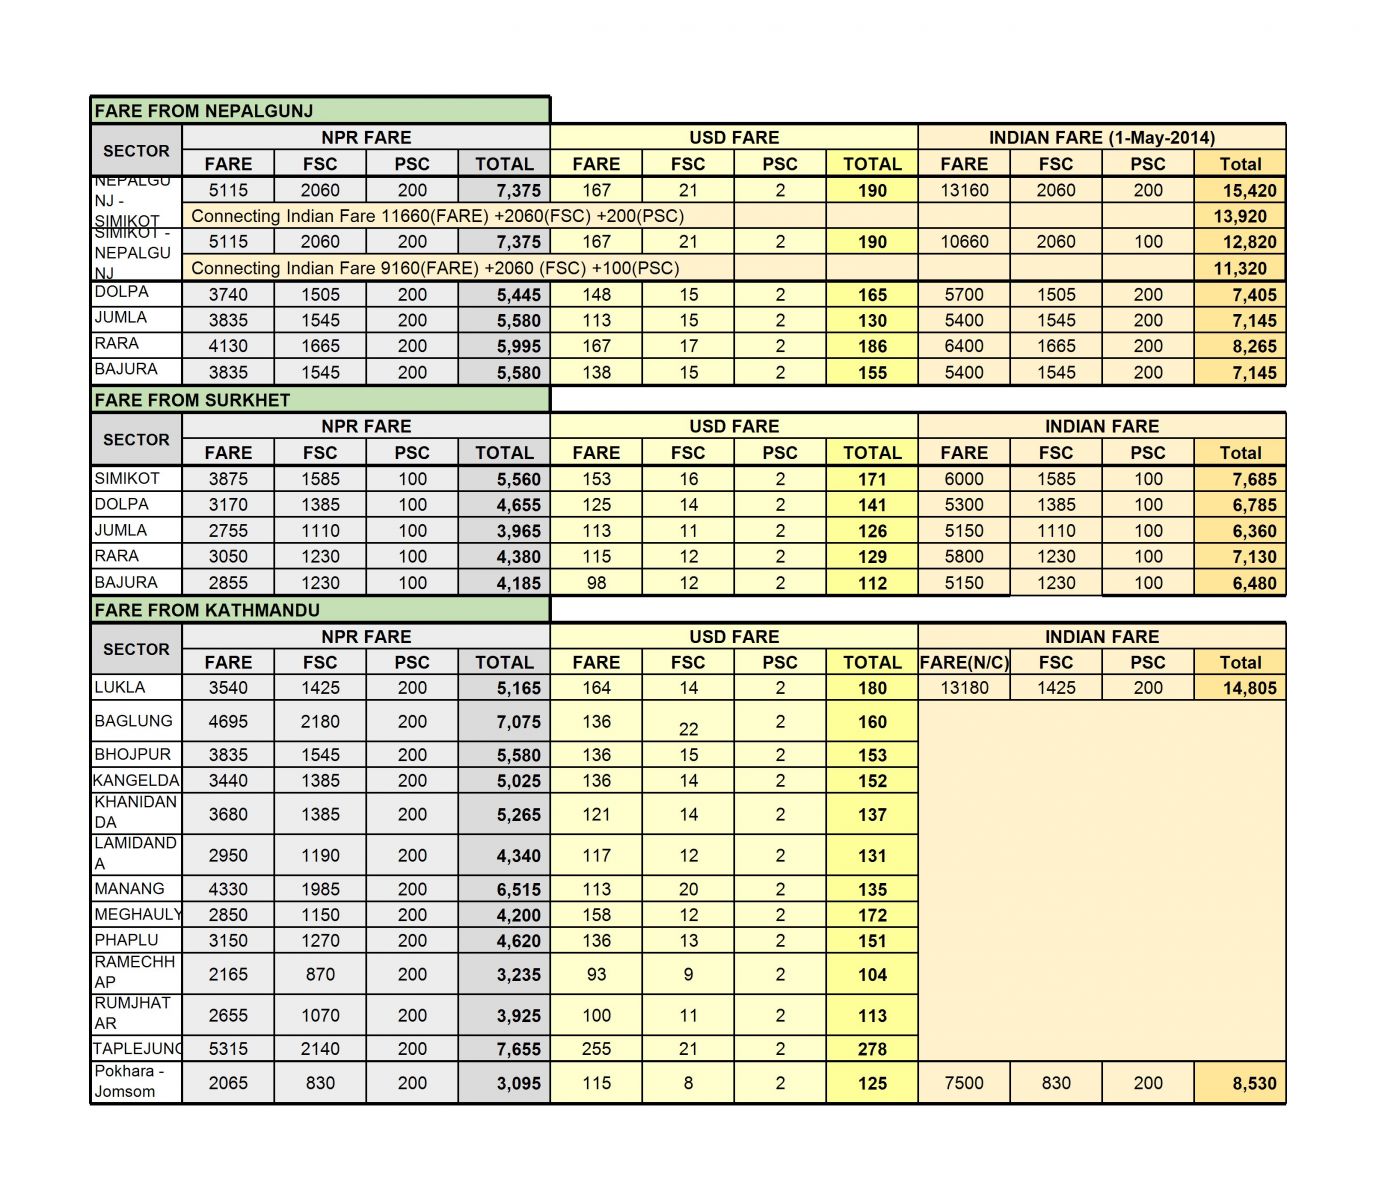 FARE FROM NEPALGUNJ
SECTOR NPR FARE USD FARE INDIAN FARE (1-May-2014)
FARE FSC PSC TOTAL FARE FSC PSC TOTAL FARE FSC PSC Total
NEPALGU
NJ -
SIMIKOT
5115 2060 200 7,375 167 21 2 190 13160 2060 200 15,420
Connecting Indian Fare 11660(FARE) +2060(FSC) +200(PSC) 13,920
SIMIKOT -
NEPALGU
NJ
5115 2060 200 7,375 167 21 2 190 10660 2060 100 12,820
Connecting Indian Fare 9160(FARE) +2060 (FSC) +100(PSC) 11,320
DOLPA 3740 1505 200 5,445 148 15 2 165 5700 1505 200 7,405
JUMLA 3835 1545 200 5,580 113 15 2 130 5400 1545 200 7,145
RARA 4130 1665 200 5,995 167 17 2 186 6400 1665 200 8,265
BAJURA 3835 1545 200 5,580 138 15 2 155 5400 1545 200 7,145
FARE FROM SURKHET
SECTOR NPR FARE USD FARE INDIAN FARE
FARE FSC PSC TOTAL FARE FSC PSC TOTAL FARE FSC PSC Total
SIMIKOT 3875 1585 100 5,560 153 16 2 171 6000 1585 100 7,685
DOLPA 3170 1385 100 4,655 125 14 2 141 5300 1385 100 6,785
JUMLA 2755 1110 100 3,965 113 11 2 126 5150 1110 100 6,360
RARA 3050 1230 100 4,380 115 12 2 129 5800 1230 100 7,130
BAJURA 2855 1230 100 4,185 98 12 2 112 5150 1230 100 6,480
FARE FROM KATHMANDU
SECTOR NPR FARE USD FARE INDIAN FARE
FARE FSC PSC TOTAL FARE FSC PSC TOTAL FARE(N/C) FSC PSC Total
LUKLA 3540 1425 200 5,165 164 14 2 180 13180 1425 200 14,805
BAGLUNG 4695 2180 200 7,075 136 22 2 160
BHOJPUR 3835 1545 200 5,580 136 15 2 153
KANGELDA 3440 1385 200 5,025 136 14 2 152
KHANIDAN
DA
3680 1385 200 5,265 121 14 2 137
LAMIDAND
A
2950 1190 200 4,340 117 12 2 131
MANANG 4330 1985 200 6,515 113 20 2 135
MEGHAULY 2850 1150 200 4,200 158 12 2 172
PHAPLU 3150 1270 200 4,620 136 13 2 151
RAMECHH
AP
2165 870 200 3,235 93 9 2 104
RUMJHAT
AR
2655 1070 200 3,925 100 11 2 113
TAPLEJUNG 5315 2140 200 7,655 255 21 2 278
Pokhara -
Jomsom
2065 830 200 3,095 115 8 2 125 7500 830 200 8,530